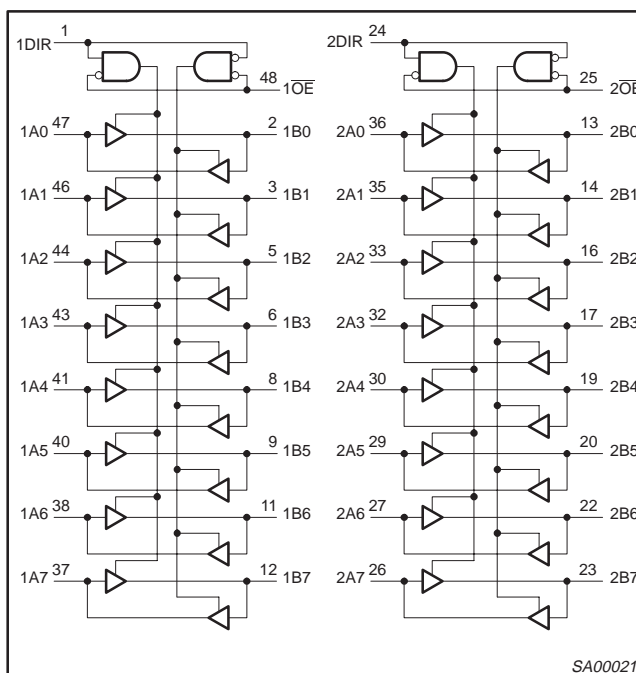 1DIR 1 2DIR 24
48 1OE 25 2OE
1A0 47 2 1B0 2A0 36 13 2B0
1A1 46 3 1B1 2A1 35 14 2B1
1A2 44 5 1B2 2A2 33 16 2B2
1A3 43 6 1B3 2A3 32 17 2B3
1A4 41 8 1B4 2A4 30 19 2B4
1A5 40 9 1B5 2A5 29 20 2B5
1A6 38 11 1B6 2A6 27 22 2B6
1A7 37 12 1B7 2A7 26 23 2B7
SA00021